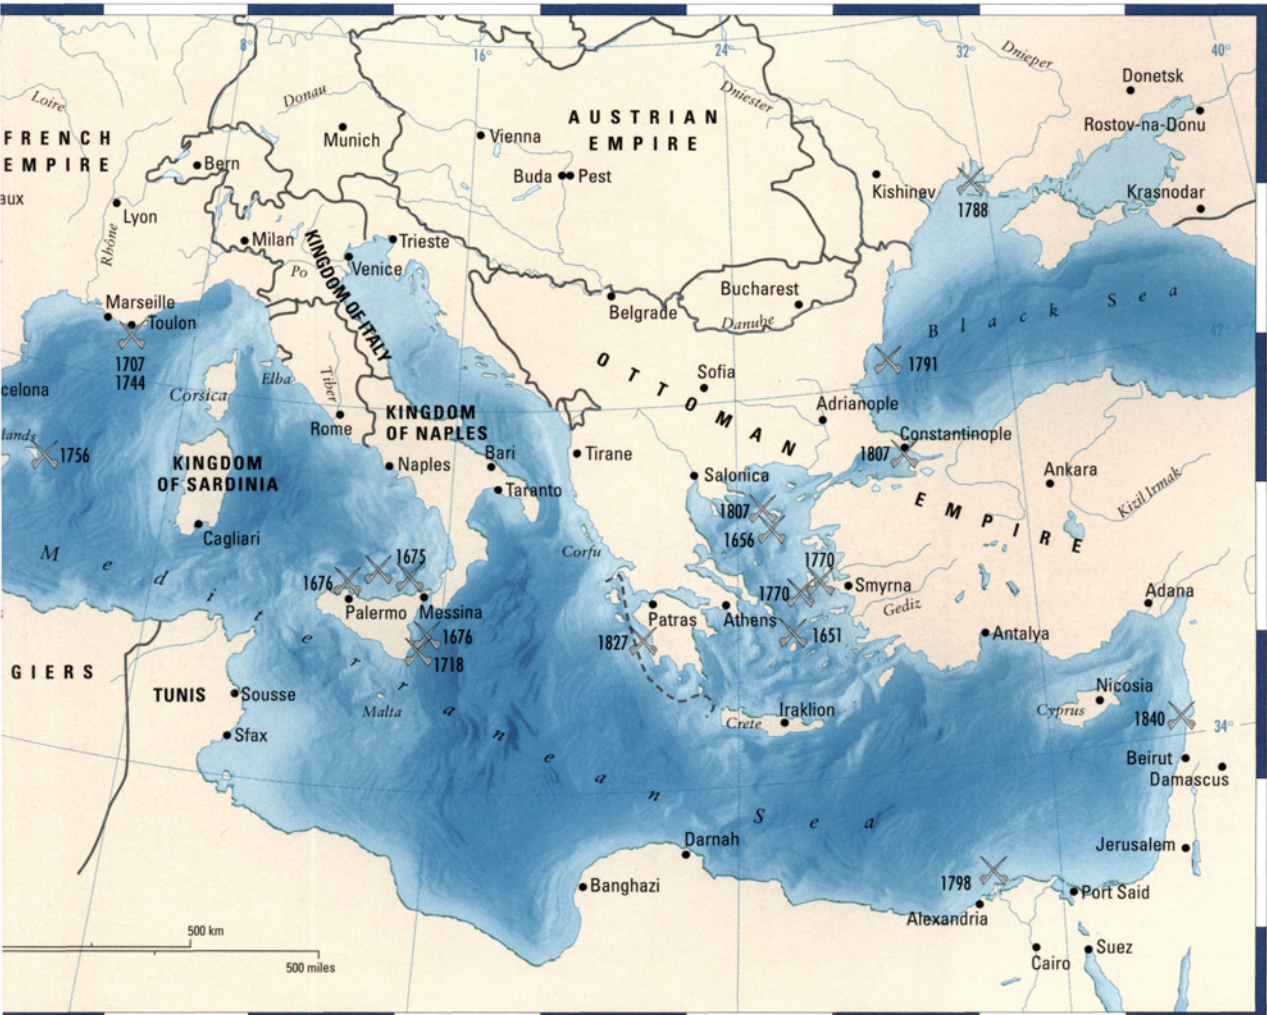 8°
16°
24°
32°
40°
Loire
Donau
Dniester
Dnieper
Donetsk
Rostov-na-Donu
FRENCH
EMPIRE
Munich
Vienna
AUSTRIAN
EMPIRE
Bern
Buda
Pest
Kishinev
1788
Krasnodar
aux
Lyon
Rhône
Milan
KINGDOM OF ITALY
Trieste
Venice
Po
Marseille
Toulon
1707
1744
Belgrade
Bucharest
Danube
Black Sea
42°
1791
celona
Corsica
Elba
Tiber
Rome
KINGDOM
OF NAPLES
OTTOMAN
EMPIRE
Sofia
Adrianople
Constantinople
1807
lands
1756
KINGDOM
OF SARDINIA
Naples
Bari
Taranto
Tirane
Salonica
Ankara
Kizil Irmak
Cagliari
Corfu
1807
1656
Mediterranean Sea
1676
1675
Palermo
Messina
1770
1770
Smyrna
Gediz
Adana
Patras
Athens
1651
Antalya
1827
1676
1718
GIERS
TUNIS
Sousse
Malta
Crete
Iraklion
Nicosia
Cyprus
1840
34°
Sfax
Beirut
Damascus
Darnah
Jerusalem
Banghazi
1798
Alexandria
Port Said
Cairo
Suez
500 km
500 miles